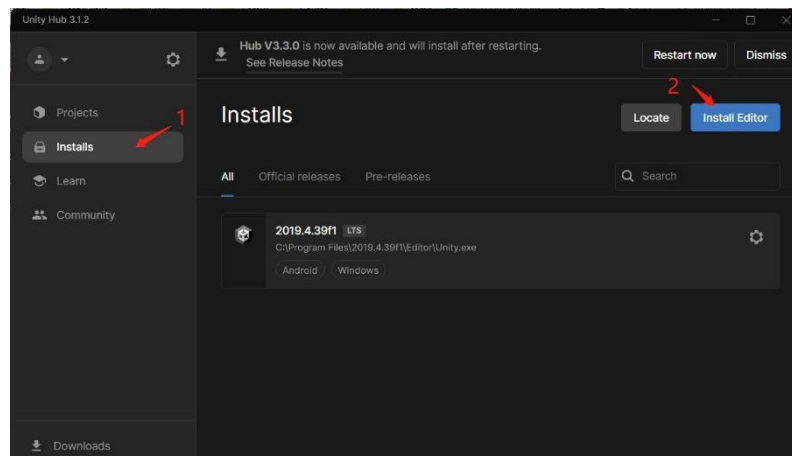 Unity Hub 3.1.2
Hub V3.3.0 is now available and will install after restarting.
See Release Notes
Restart now
Dismiss
Projects
1
Installs
Learn
Community
Downloads
Installs
2
Locate
Install Editor
All
Official releases
Pre-releases
Search
2019.4.39f1 LTS
C:\Program Files\2019.4.39f1\Editor\Unity.exe
Android
Windows